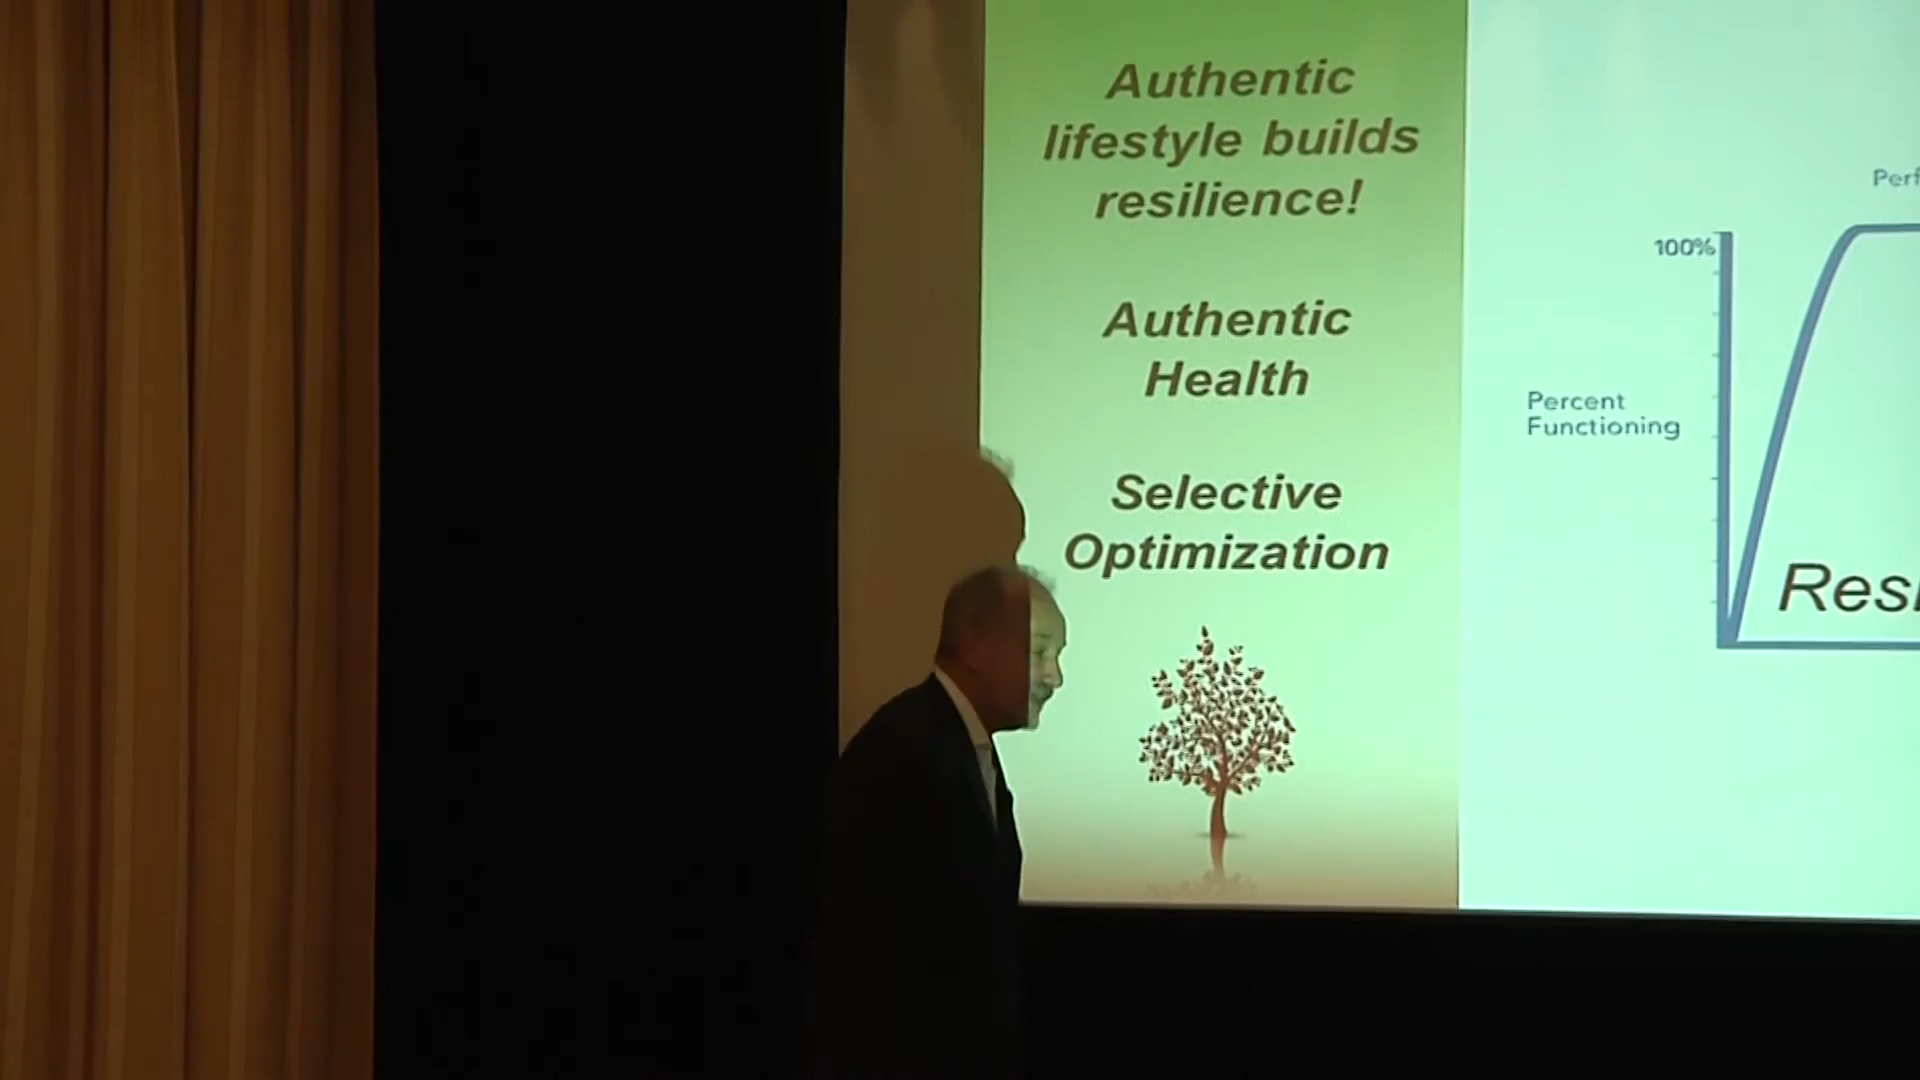 Authentic
lifestyle builds
resilience!
Authentic
Health
Selective
Optimization
100%
Percent
Functioning